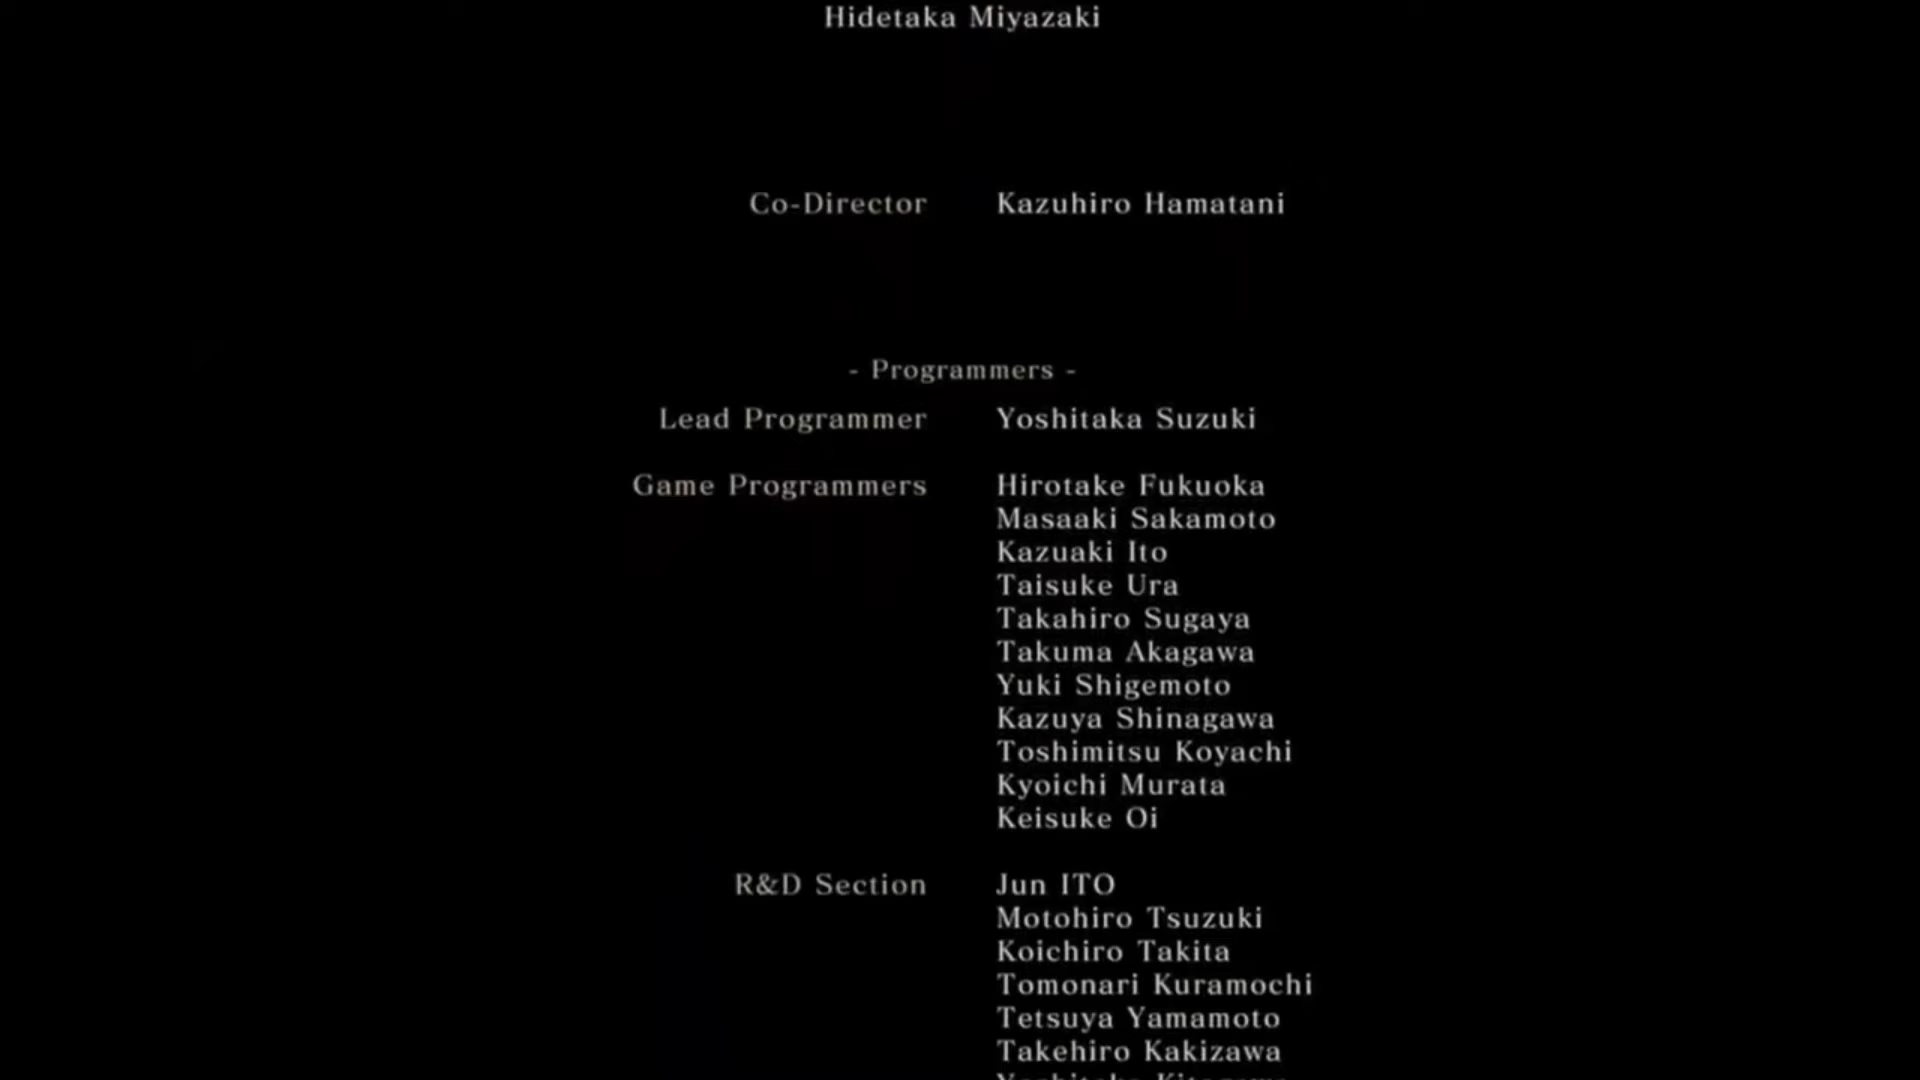 Hidetaka Miyazaki
Co-Director Kazuhiro Hamatani
- Programmers -
Lead Programmer Yoshitaka Suzuki
Game Programmers Hirotake Fukuoka
Masaaki Sakamoto
Kazuaki Ito
Taisuke Ura
Takahiro Sugaya
Takuma Akagawa
Yuki Shigemoto
Kazuya Shinagawa
Toshimitsu Koyachi
Kyoichi Murata
Keisuke Oi
R&D Section Jun ITO
Motohiro Tsuzuki
Koichiro Takita
Tomonari Kuramochi
Tetsuya Yamamoto
Takehiro Kakizawa